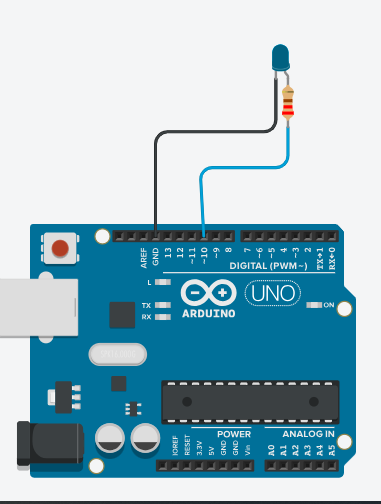 AREF
GND
13
12
~11
~10
~9
8
7
~6
~5
4
~3
2
TX→1
RX←0
DIGITAL (PWM~)
L
TX
RX
ARDUINO
UNO
ON
IOREF
RESET
3.3V
5V
GND
GND
Vin
POWER
ANALOG IN
A0
A1
A2
A3
A4
A5